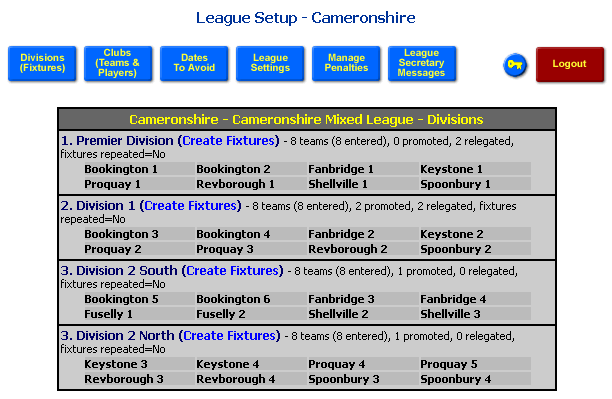 League Setup - Cameronshire
Divisions
(Fixtures)
Clubs
(Teams &
Players)
Dates
To Avoid
League
Settings
Manage
Penalties
League
Secretary
Messages
Logout
Cameronshire - Cameronshire Mixed League - Divisions
1. Premier Division (Create Fixtures) - 8 teams (8 entered), 0 promoted, 2 relegated,
fixtures repeated=No
Bookington 1 Bookington 2 Fanbridge 1 Keystone 1
Proquay 1 Revborough 1 Shellville 1 Spoonbury 1
2. Division 1 (Create Fixtures) - 8 teams (8 entered), 2 promoted, 2 relegated, fixtures
repeated=No
Bookington 3 Bookington 4 Fanbridge 2 Keystone 2
Proquay 2 Proquay 3 Revborough 2 Spoonbury 2
3. Division 2 South (Create Fixtures) - 8 teams (8 entered), 1 promoted, 0 relegated,
fixtures repeated=No
Bookington 5 Bookington 6 Fanbridge 3 Fanbridge 4
Fuselly 1 Fuselly 2 Shellville 2 Shellville 3
3. Division 2 North (Create Fixtures) - 8 teams (8 entered), 1 promoted, 0 relegated,
fixtures repeated=No
Keystone 3 Keystone 4 Proquay 4 Proquay 5
Revborough 3 Revborough 4 Spoonbury 3 Spoonbury 4